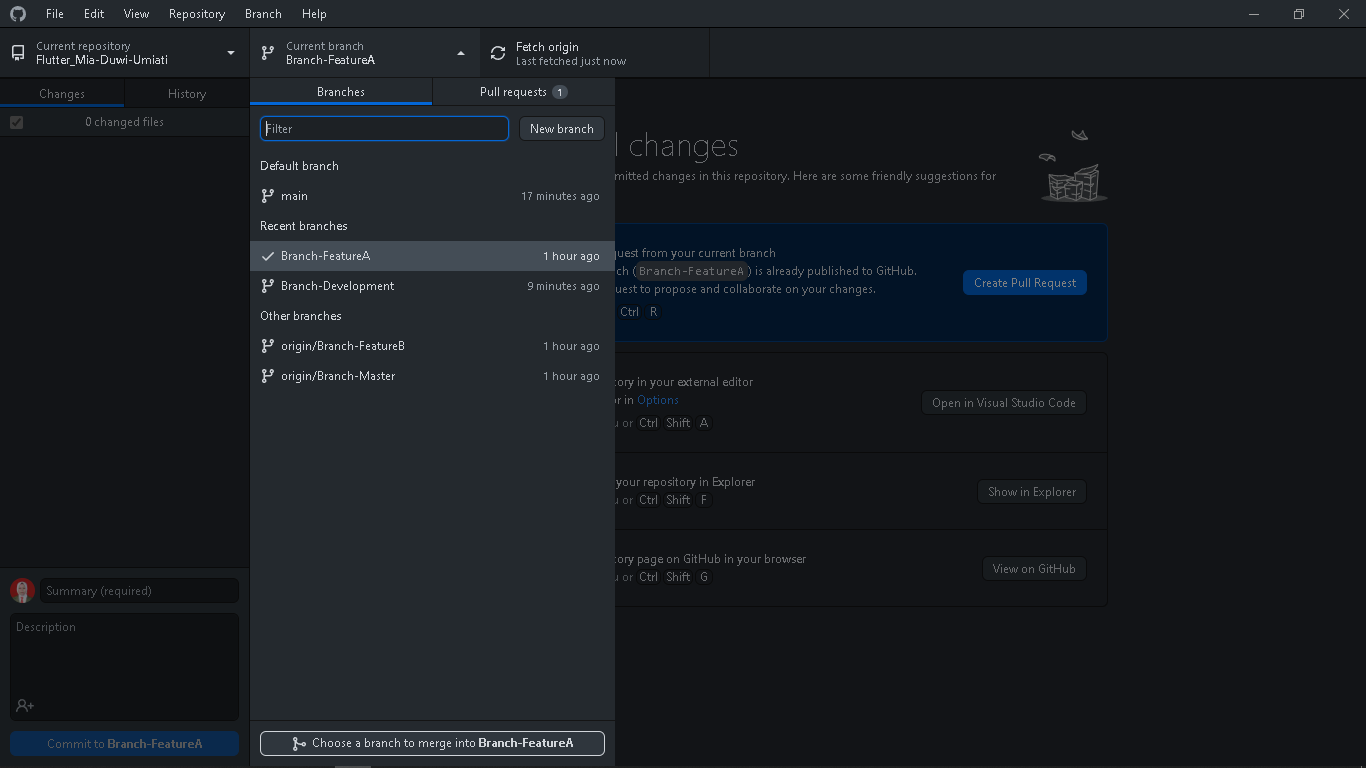 File Edit View Repository Branch Help
Current repository
Flutter_Mia-Duwi-Umiati
Current branch
Branch-FeatureA
Fetch origin
Last fetched just now
Changes
History
0 changed files
Branches
Pull requests 1
Filter
New branch
Default branch
main 17 minutes ago
Recent branches
Branch-FeatureA 1 hour ago
Branch-Development 9 minutes ago
Other branches
origin/Branch-FeatureB 1 hour ago
origin/Branch-Master 1 hour ago
Choose a branch to merge into Branch-FeatureA
l changes
mitted changes in this repository. Here are some friendly suggestions for
uest from your current branch
ch (Branch-FeatureA) is already published to GitHub.
uest to propose and collaborate on your changes.
Ctrl R
Create Pull Request
ory in your external editor
or in Options
u or Ctrl Shift A
Open in Visual Studio Code
your repository in Explorer
u or Ctrl Shift F
Show in Explorer
ory page on GitHub in your browser
u or Ctrl Shift G
View on GitHub
Summary (required)
Description
Commit to Branch-FeatureA